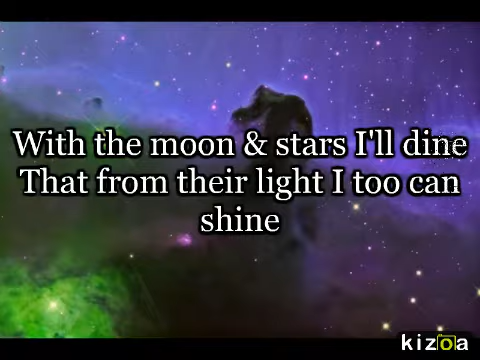 With the moon & stars I'll dine
That from their light I too can
shine
kizoa